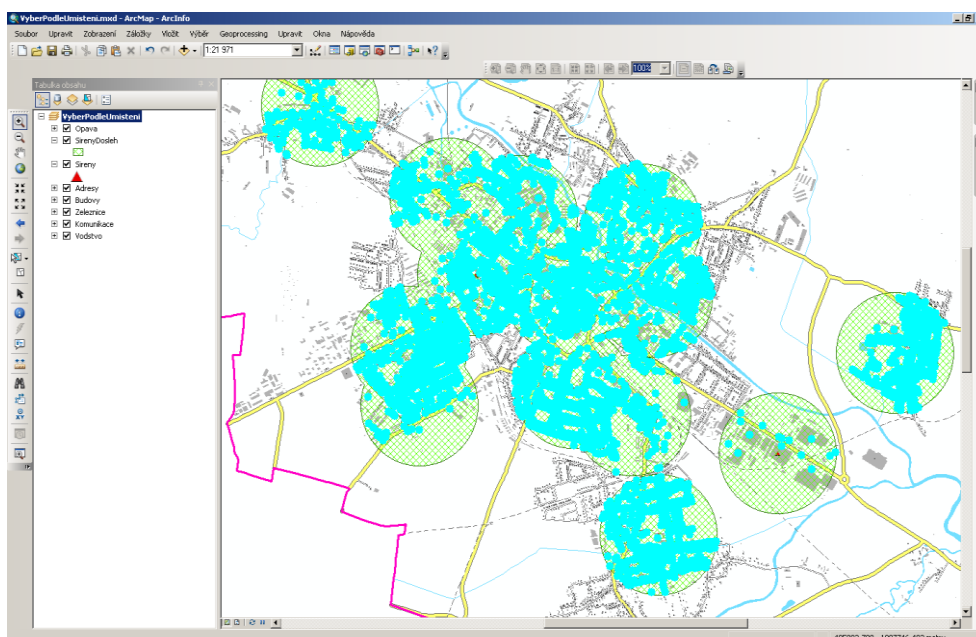 VyberPodleUmisteni.mxd - ArcMap - ArcInfo
Soubor Upravit Zobrazení Záložky Vložit Výběr Geoprocessing Upravit Okna Nápověda
1:21 971
100%
Tabulka obsahu
VyberPodleUmisteni
Opava
SirenyDosleh
Sireny
Adresy
Budovy
Zeleznice
Komunikace
Vodstvo